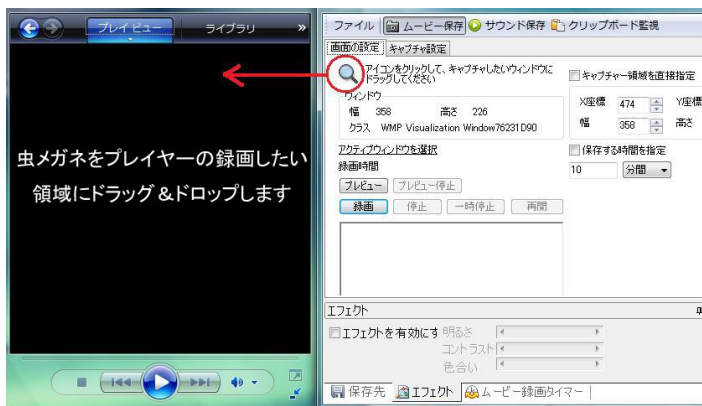 プレイ ビュー
ライブラリ
»
虫メガネをプレイヤーの録画したい
領域にドラッグ&ドロップします
ファイル ムービー保存 サウンド保存 クリップボード監視
画面の設定 キャプチャ設定
アイコンをクリックして、キャプチャしたいウィンドウに
ドラッグしてください
キャプチャー領域を直接指定
ウィンドウ
幅 358 高さ 226
クラス WMP Visualization Window76231D90
X座標 474 Y座標
幅 358 高さ
アクティブウィンドウを選択
保存する時間を指定
録画時間
10 分間
プレビュー プレビュー停止
録画 停止 一時停止 再開
エフェクト
エフェクトを有効にす 明るさ
コントラスト
色合い
保存先 エフェクト ムービー録画タイマー